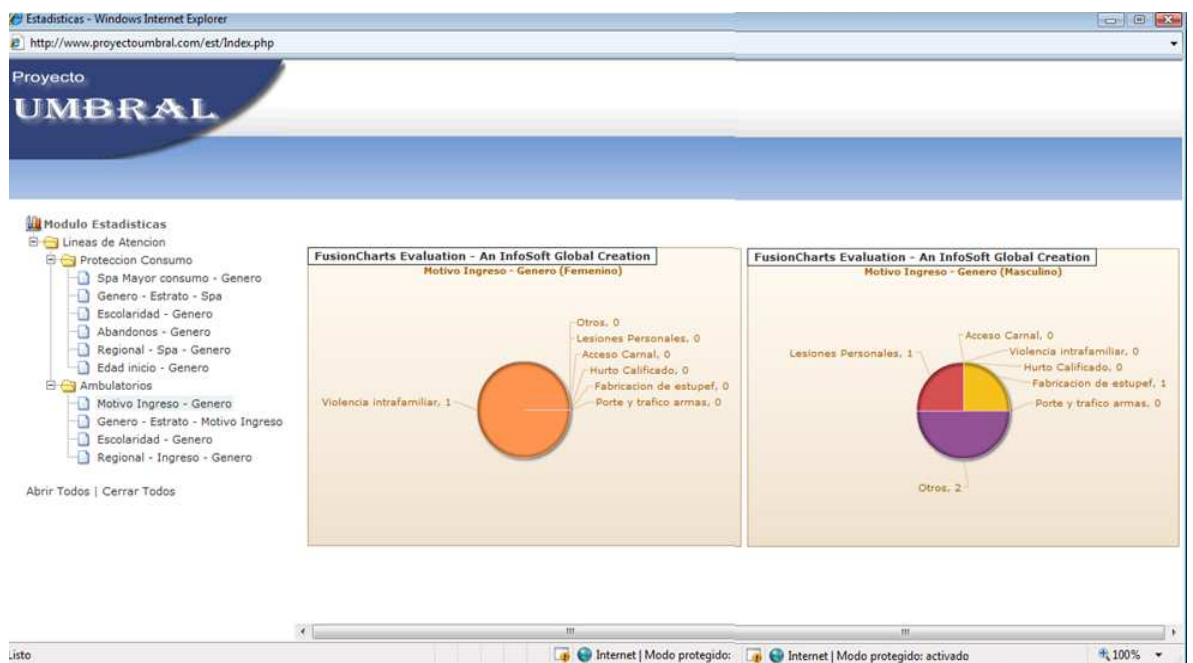 Estadisticas - Windows Internet Explorer
http://www.proyectoumbral.com/est/Index.php
Proyecto
UMBRAL
Modulo Estadisticas
Lineas de Atencion
Proteccion Consumo
Spa Mayor consumo - Genero
Genero - Estrato - Spa
Escolaridad - Genero
Abandonos - Genero
Regional - Spa - Genero
Edad inicio - Genero
Ambulatorios
Motivo Ingreso - Genero
Genero - Estrato - Motivo Ingreso
Escolaridad - Genero
Regional - Ingreso - Genero
Abrir Todos | Cerrar Todos
FusionCharts Evaluation - An InfoSoft Global Creation
Motivo Ingreso - Genero (Femenino)
Otros, 0
Lesiones Personales, 0
Acceso Carnal, 0
Hurto Calificado, 0
Fabricacion de estupef, 0
Porte y trafico armas, 0
Violencia intrafamiliar, 1
FusionCharts Evaluation - An InfoSoft Global Creation
Motivo Ingreso - Genero (Masculino)
Acceso Carnal, 0
Lesiones Personales, 1
Violencia intrafamiliar, 0
Hurto Calificado, 0
Fabricacion de estupef, 1
Porte y trafico armas, 0
Otros, 2
Listo
Internet | Modo protegido:
Internet | Modo protegido: activado
100%